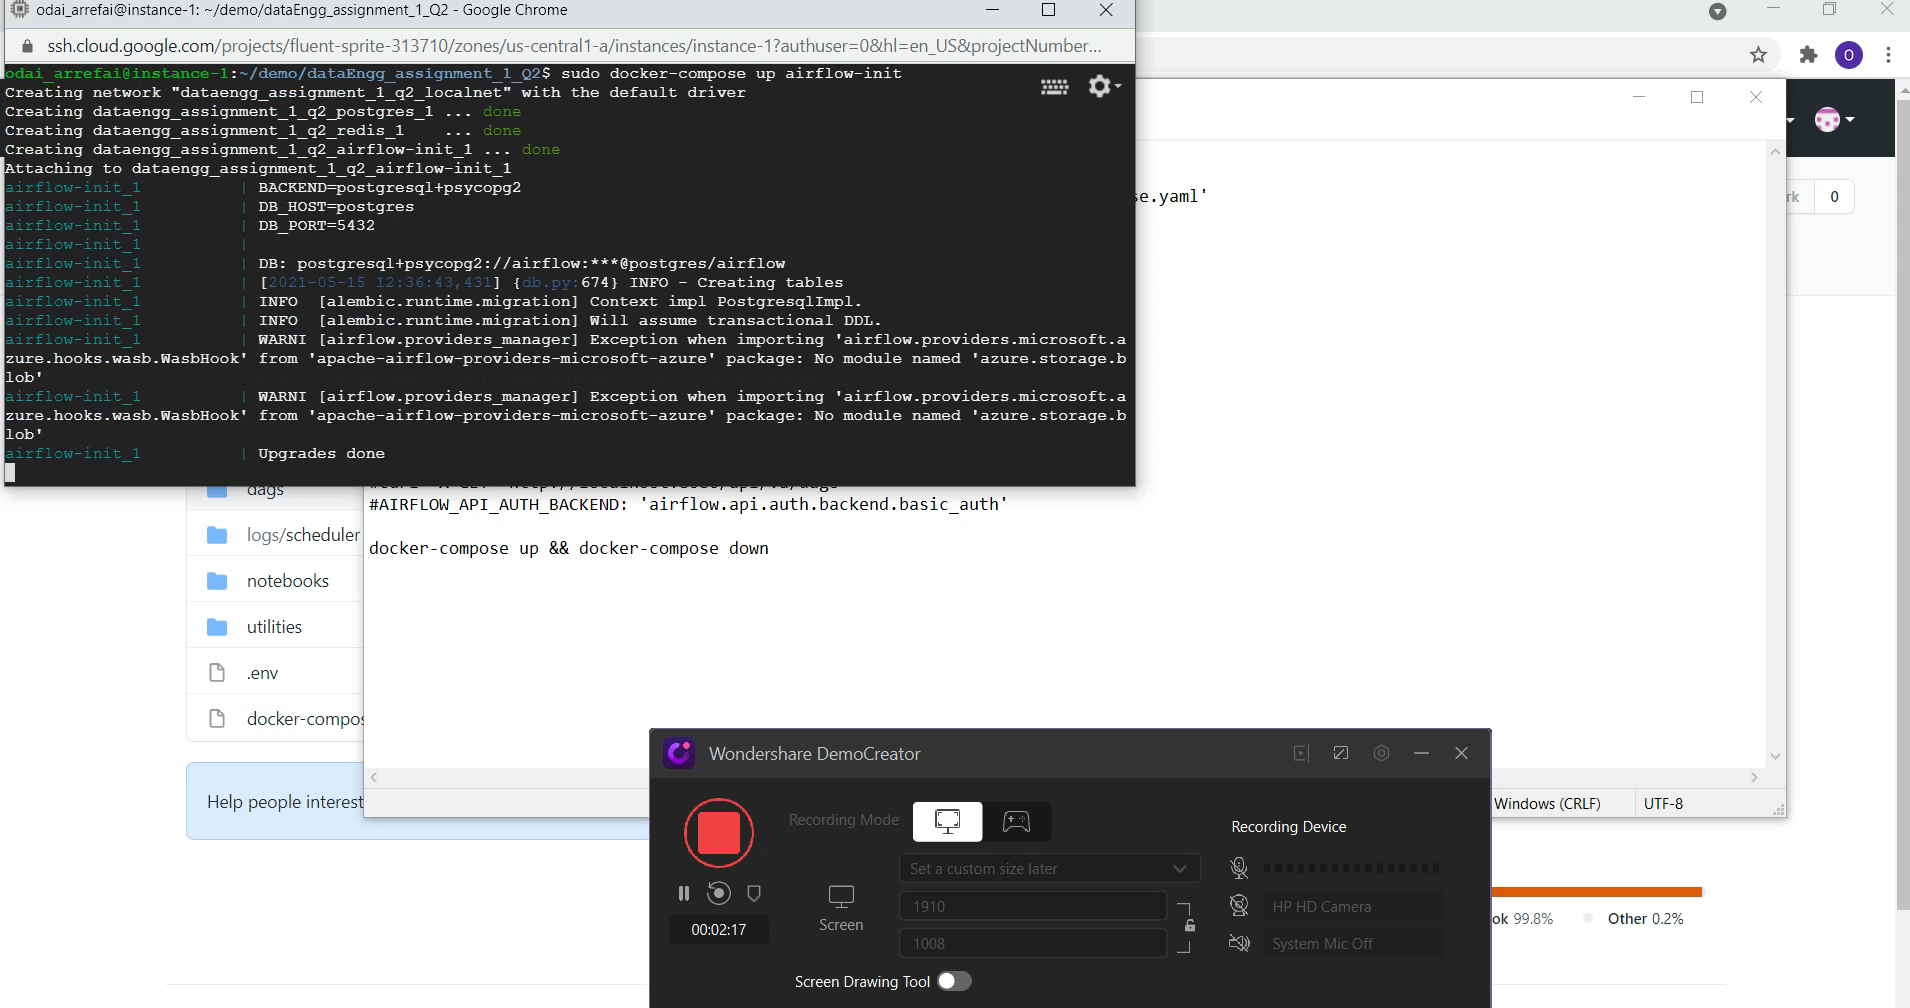 odai_arrefai@instance-1: ~/demo/dataEngg_assignment_1_Q2 - Google Chrome
ssh.cloud.google.com/projects/fluent-sprite-313710/zones/us-central1-a/instances/instance-1?authuser=0&hl=en_US&projectNumber...
O
odai_arrefai@instance-1:~/demo/dataEngg_assignment_1_Q2$ sudo docker-compose up airflow-init
Creating network "dataengg_assignment_1_q2_localnet" with the default driver
Creating dataengg_assignment_1_q2_postgres_1 ... done
Creating dataengg_assignment_1_q2_redis_1    ... done
Creating dataengg_assignment_1_q2_airflow-init_1 ... done
Attaching to dataengg_assignment_1_q2_airflow-init_1
airflow-init_1          | BACKEND=postgresql+psycopg2
airflow-init_1          | DB_HOST=postgres
airflow-init_1          | DB_PORT=5432
airflow-init_1          |
airflow-init_1          | DB: postgresql+psycopg2://airflow:***@postgres/airflow
airflow-init_1          | [2021-05-15 12:36:43,431] {db.py:674} INFO - Creating tables
airflow-init_1          | INFO  [alembic.runtime.migration] Context impl PostgresqlImpl.
airflow-init_1          | INFO  [alembic.runtime.migration] Will assume transactional DDL.
airflow-init_1          | WARNI [airflow.providers_manager] Exception when importing 'airflow.providers.microsoft.a
zure.hooks.wasb.WasbHook' from 'apache-airflow-providers-microsoft-azure' package: No module named 'azure.storage.b
lob'
airflow-init_1          | WARNI [airflow.providers_manager] Exception when importing 'airflow.providers.microsoft.a
zure.hooks.wasb.WasbHook' from 'apache-airflow-providers-microsoft-azure' package: No module named 'azure.storage.b
lob'
airflow-init_1          | Upgrades done
se.yaml'
rk 0
#AIRFLOW_API_AUTH_BACKEND: 'airflow.api.auth.backend.basic_auth'
docker-compose up && docker-compose down
dags
logs/scheduler
notebooks
utilities
.env
docker-compos
Help people interest
Windows (CRLF)
UTF-8
Wondershare DemoCreator
Recording Mode
Recording Device
Set a custom size later
1910
HP HD Camera
Screen
00:02:17
1008
System Mic Off
Screen Drawing Tool
ok 99.8%
Other 0.2%